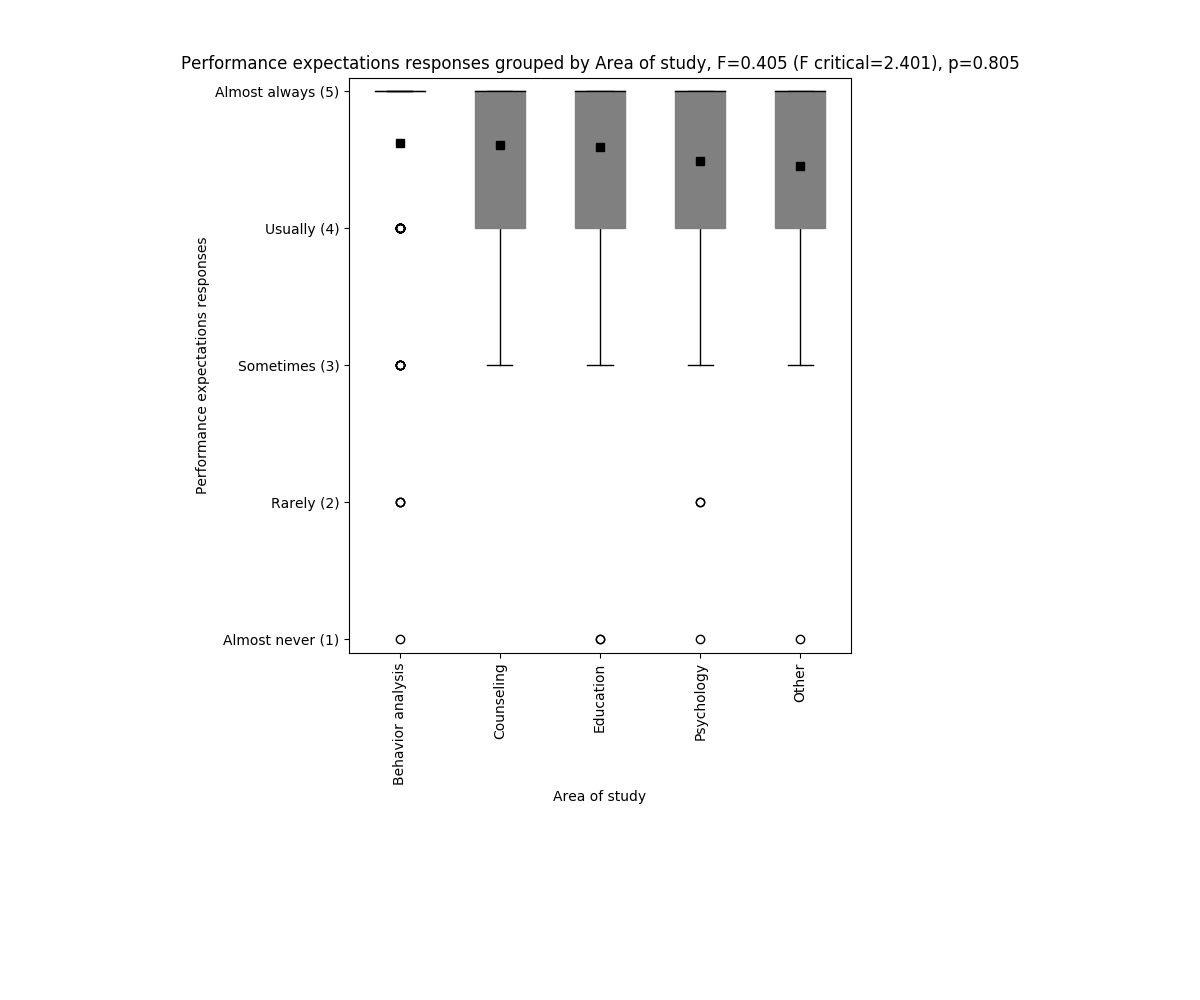 Performance expectations responses grouped by Area of study, F=0.405 (F critical=2.401), p=0.805
Almost always (5)
Usually (4)
Sometimes (3)
Rarely (2)
Almost never (1)
Performance expectations responses
Behavior analysis
Counseling
Education
Psychology
Other
Area of study